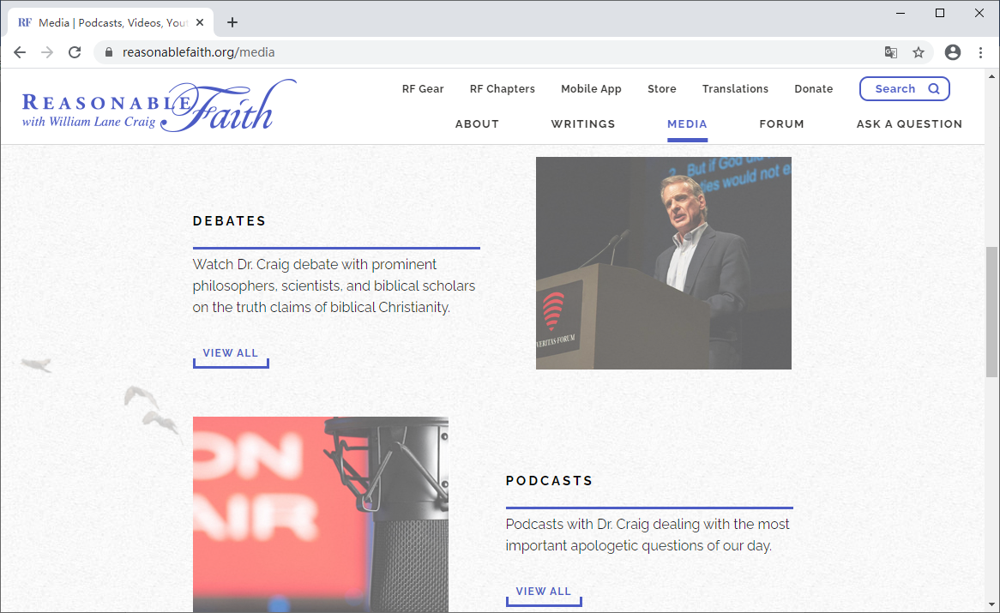 RF Media | Podcasts, Videos, Yout
reasonablefaith.org/media
REASONABLE Faith
with William Lane Craig
RF Gear RF Chapters Mobile App Store Translations Donate Search
ABOUT WRITINGS MEDIA FORUM ASK A QUESTION
2. But if God did
ties would not e
DEBATES
Watch Dr. Craig debate with prominent
philosophers, scientists, and biblical scholars
on the truth claims of biblical Christianity.
VIEW ALL
VERITAS FORUM
ON
AIR
PODCASTS
Podcasts with Dr. Craig dealing with the most
important apologetic questions of our day.
VIEW ALL